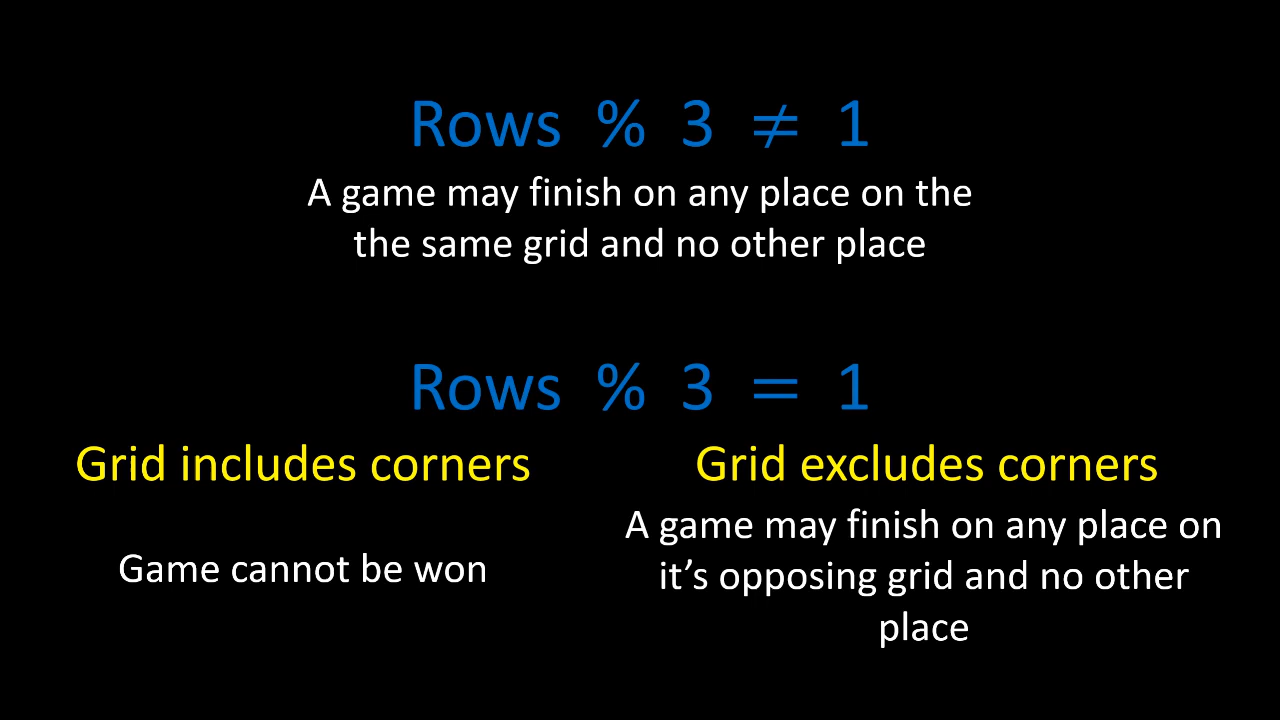 Rows % 3 ≠ 1
A game may finish on any place on the
the same grid and no other place
Rows % 3 = 1
Grid includes corners
Game cannot be won
Grid excludes corners
A game may finish on any place on
it’s opposing grid and no other
place